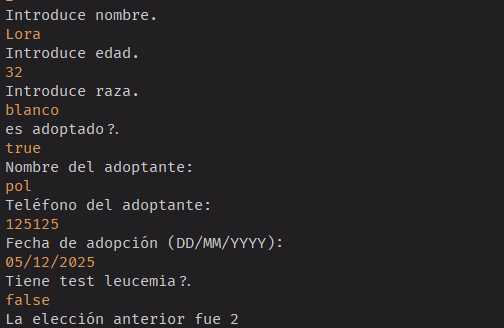 Introduce nombre.
Lora
Introduce edad.
32
Introduce raza.
blanco
es adoptado?.
true
Nombre del adoptante:
pol
Teléfono del adoptante:
125125
Fecha de adopción (DD/MM/YYYY):
05/12/2025
Tiene test leucemia?.
false
La elección anterior fue 2